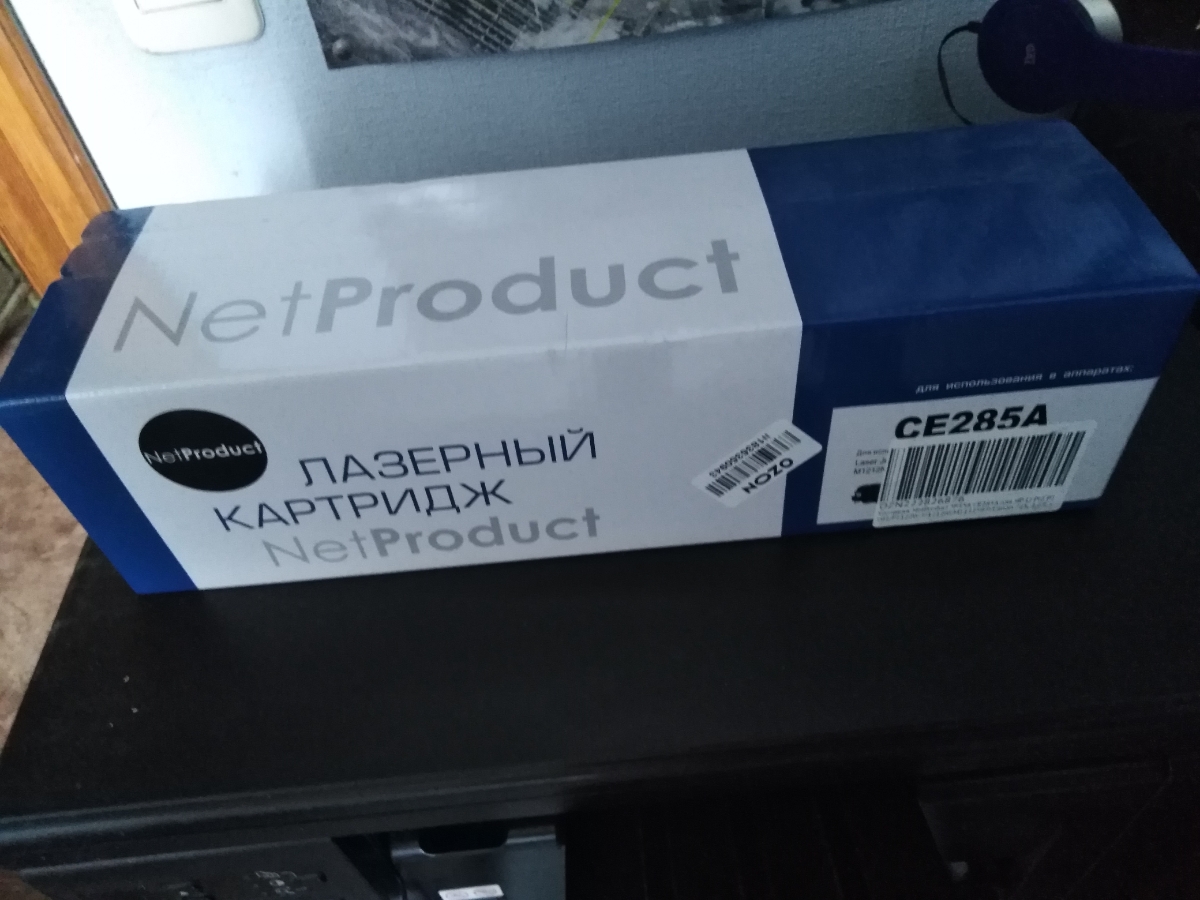 NetProduct
для использования в аппаратах:
CE285A
NetProduct
ЛАЗЕРНЫЙ
КАРТРИДЖ
NetProduct
OZON